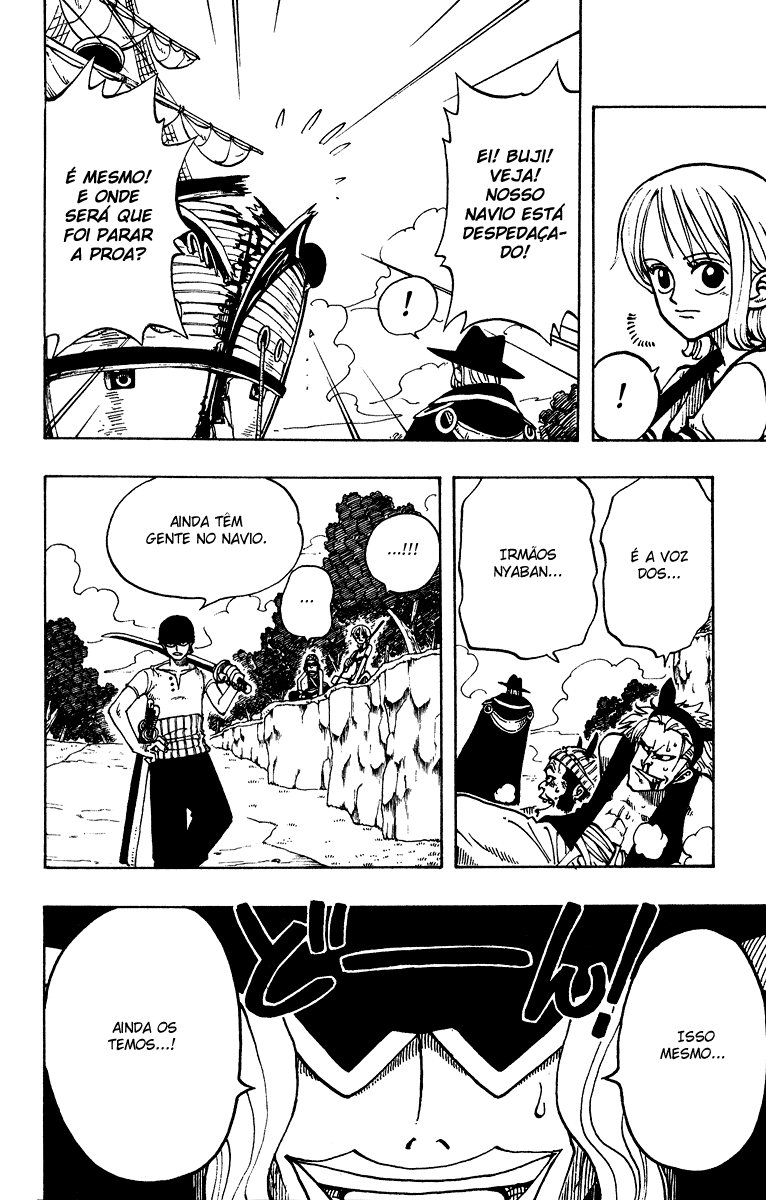 !
EI! BUJI!
VEJA!
NOSSO
NAVIO ESTÁ
DESPEDAÇA-
DO!
!
É MESMO!
E ONDE
SERÁ QUE
FOI PARAR
A PROA?
É A VOZ
DOS...
IRMÃOS
NYABAN...
...!!!
...
AINDA TÊM
GENTE NO NAVIO.
ISSO
MESMO...
どーん!
AINDA OS
TEMOS...!